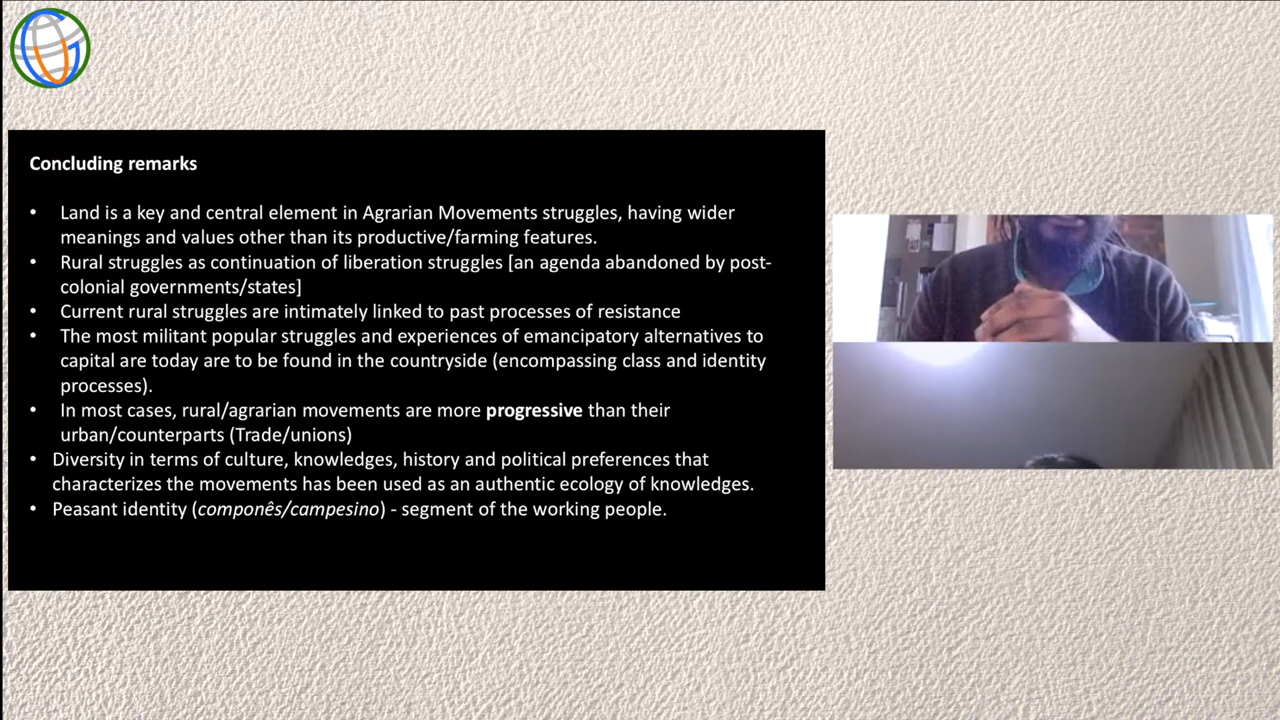 Concluding remarks
• Land is a key and central element in Agrarian Movements struggles, having wider
meanings and values other than its productive/farming features.
• Rural struggles as continuation of liberation struggles [an agenda abandoned by post-
colonial governments/states]
• Current rural struggles are intimately linked to past processes of resistance
• The most militant popular struggles and experiences of emancipatory alternatives to
capital are today are to be found in the countryside (encompassing class and identity
processes).
• In most cases, rural/agrarian movements are more progressive than their
urban/counterparts (Trade/unions)
• Diversity in terms of culture, knowledges, history and political preferences that
characterizes the movements has been used as an authentic ecology of knowledges.
• Peasant identity (componês/campesino) - segment of the working people.